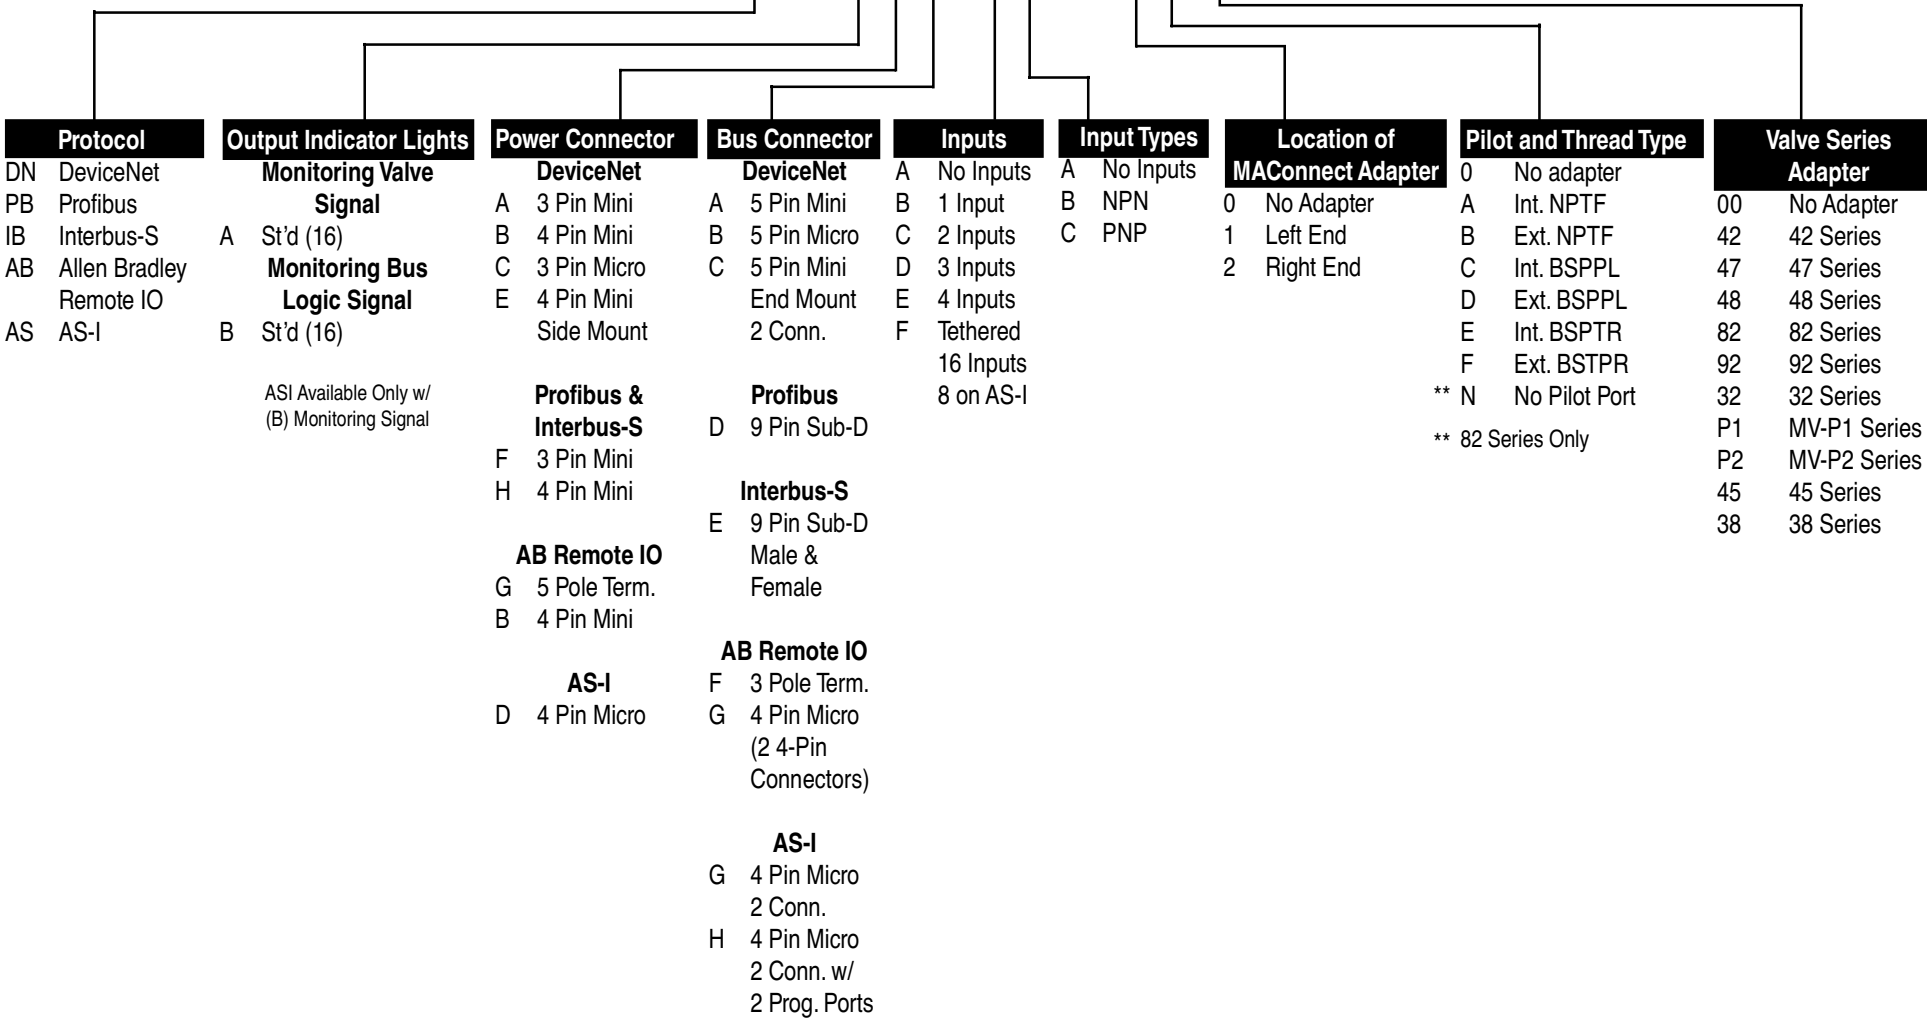 Protocol
DN DeviceNet
PB Profibus
IB Interbus-S
AB Allen Bradley
Remote IO
AS AS-I
Output Indicator Lights
Monitoring Valve
Signal
A St'd (16)
Monitoring Bus
Logic Signal
B St'd (16)
ASI Available Only w/
(B) Monitoring Signal
Power Connector
DeviceNet
A 3 Pin Mini
B 4 Pin Mini
C 3 Pin Micro
E 4 Pin Mini
Side Mount
Profibus &
Interbus-S
F 3 Pin Mini
H 4 Pin Mini
AB Remote IO
G 5 Pole Term.
B 4 Pin Mini
AS-I
D 4 Pin Micro
Bus Connector
DeviceNet
A 5 Pin Mini
B 5 Pin Micro
C 5 Pin Mini
End Mount
2 Conn.
Profibus
D 9 Pin Sub-D
Interbus-S
E 9 Pin Sub-D
Male &
Female
AB Remote IO
F 3 Pole Term.
G 4 Pin Micro
(2 4-Pin
Connectors)
AS-I
G 4 Pin Micro
2 Conn.
H 4 Pin Micro
2 Conn. w/
2 Prog. Ports
Inputs
A No Inputs
B 1 Input
C 2 Inputs
D 3 Inputs
E 4 Inputs
F Tethered
16 Inputs
8 on AS-I
Input Types
A No Inputs
B NPN
C PNP
Location of
MAConnect Adapter
0 No Adapter
1 Left End
2 Right End
Pilot and Thread Type
0 No adapter
A Int. NPTF
B Ext. NPTF
C Int. BSPPL
D Ext. BSPPL
E Int. BSPTR
F Ext. BSTPR
** N No Pilot Port
** 82 Series Only
Valve Series
Adapter
00 No Adapter
42 42 Series
47 47 Series
48 48 Series
82 82 Series
92 92 Series
32 32 Series
P1 MV-P1 Series
P2 MV-P2 Series
45 45 Series
38 38 Series